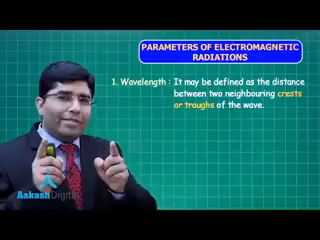 PARAMETERS OF ELECTROMAGNETIC
RADIATIONS
1. Wavelength : It may be defined as the distance
between two neighbouring crests
or troughs of the wave.
Aakash Digital